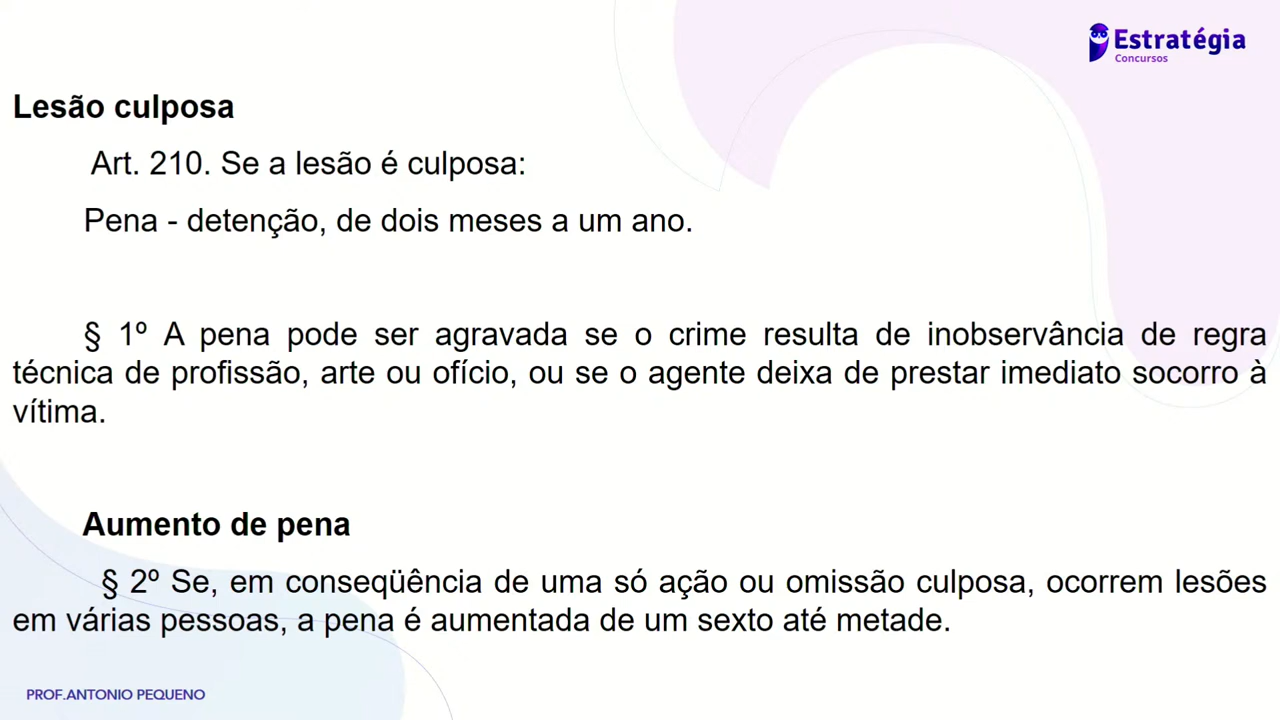 Estratégia
Concursos
Lesão culposa
Art. 210. Se a lesão é culposa:
Pena - detenção, de dois meses a um ano.
§ 1º A pena pode ser agravada se o crime resulta de inobservância de regra
técnica de profissão, arte ou ofício, ou se o agente deixa de prestar imediato socorro à
vítima.
Aumento de pena
§ 2º Se, em conseqüência de uma só ação ou omissão culposa, ocorrem lesões
em várias pessoas, a pena é aumentada de um sexto até metade.
PROF.ANTONIO PEQUENO